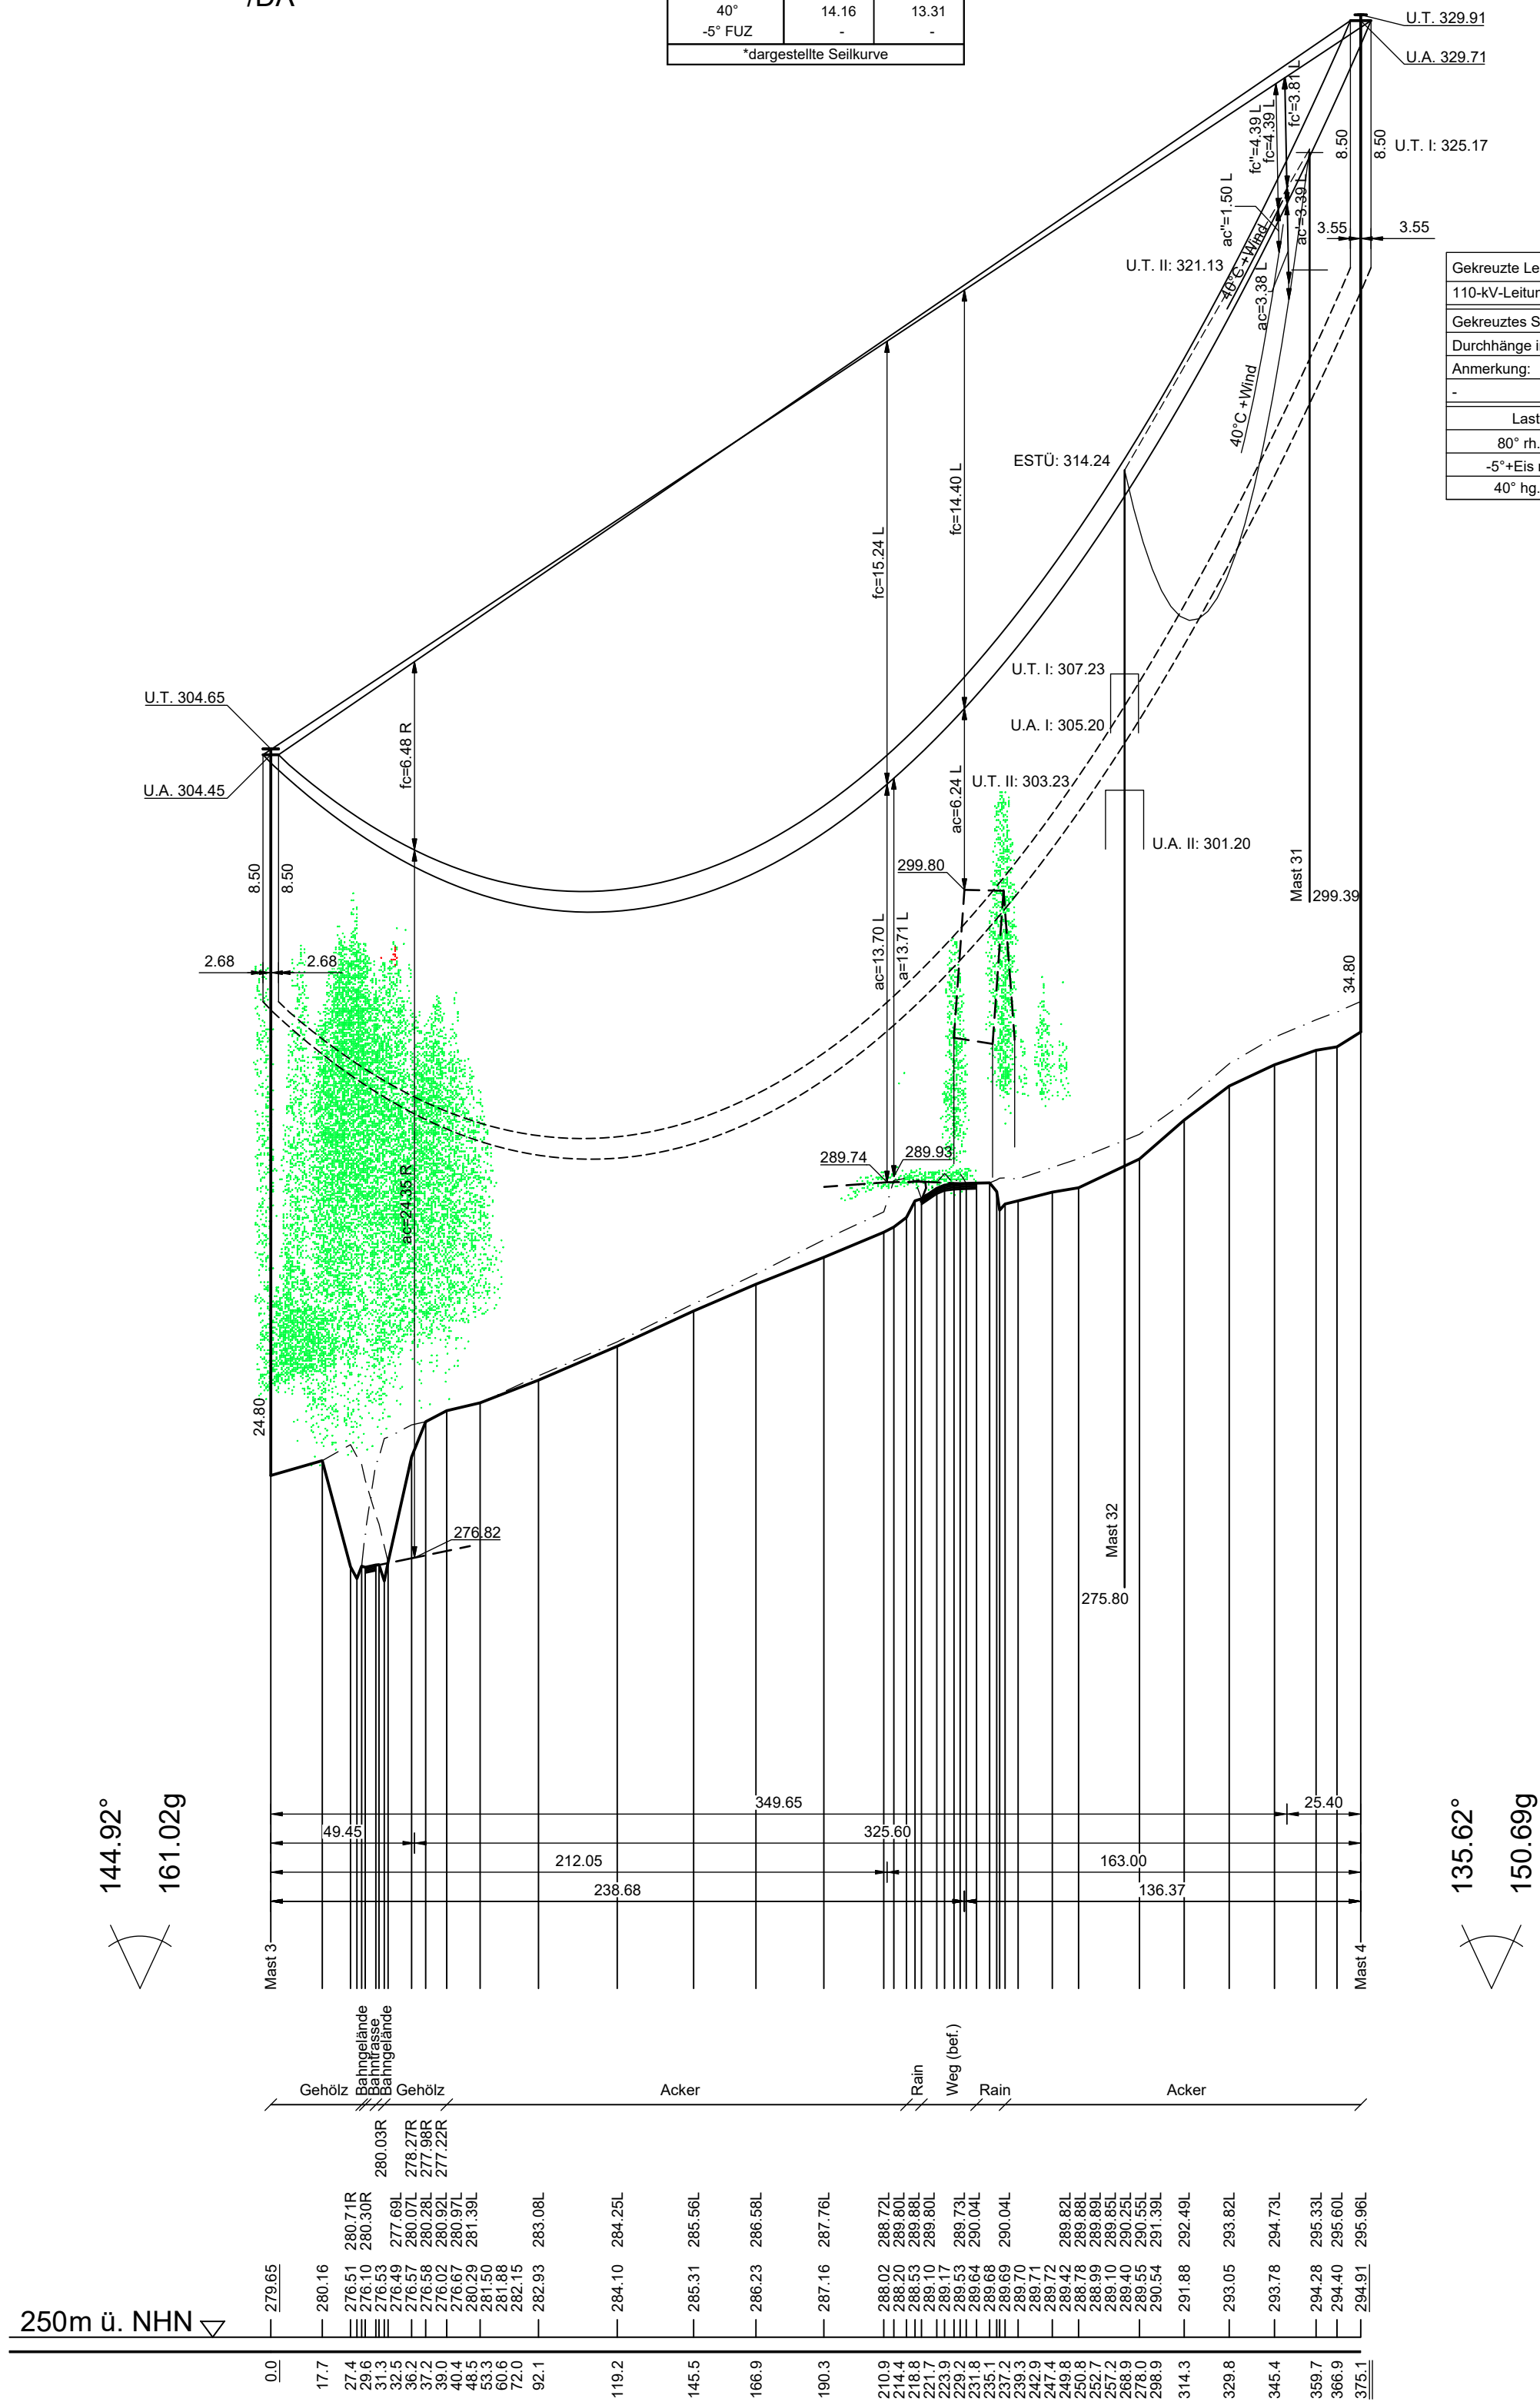 /DA
40° 14.16 13.31
-5° FUZ - -
*dargestellte Seilkurve
U.T. 329.91
U.A. 329.71
U.T. I: 325.17
8.50
8.50
3.55
3.55
fc'=3.81 L
fc=4.39 L
fc''=4.39 L
ac''=1.50 L
ac'=3.39 L
ac=3.38 L
40°C +Wind
40°C +Wind
U.T. II: 321.13
Gekreuzte Le
110-kV-Leitun
Gekreuztes S
Durchhänge i
Anmerkung:
-
Last
80° rh.
-5°+Eis
40° hg.
ESTÜ: 314.24
fc=14.40 L
fc=15.24 L
U.T. I: 307.23
U.A. I: 305.20
U.T. II: 303.23
U.A. II: 301.20
U.T. 304.65
U.A. 304.45
fc=6.48 R
ac=6.24 L
299.80
Mast 31
299.39
8.50
8.50
2.68
2.68
ac=13.70 L
a=13.71 L
34.80
289.74
289.93
ac=24.35 R
24.80
276.82
Mast 32
275.80
349.65
25.40
49.45
325.60
212.05
163.00
238.68
136.37
144.92°
161.02g
135.62°
150.69g
Mast 3
Mast 4
Gehölz
Bahngelände
Bahntrasse
Bahngelände
Gehölz
Acker
Rain
Weg (bef.)
Rain
Acker
280.03R 278.27R 277.98R 277.22R
280.71R 280.30R 277.69L 280.07L 280.28L 280.92L 280.97L 281.39L 283.08L 284.25L 285.56L 286.58L 287.76L 288.72L 289.80L 289.88L 289.80L 289.73L 290.04L 290.04L 289.82L 289.88L 289.89L 289.85L 290.25L 290.55L 291.39L 292.49L 293.82L 294.73L 295.33L 295.60L 295.96L
279.65 280.16 276.51 276.10 276.53 276.49 276.57 276.58 276.02 276.67 280.29 281.50 281.88 282.15 282.93 284.10 285.31 286.23 287.16 288.02 288.20 288.53 289.10 289.17 289.53 289.64 289.68 289.69 289.70 289.71 289.72 289.42 288.78 288.99 289.10 289.40 289.55 290.54 291.88 293.05 293.78 294.28 294.40 294.91
250m ü. NHN
0.0 17.7 27.4 29.6 31.3 32.5 36.2 37.2 39.0 40.4 48.5 53.3 60.6 72.0 92.1 119.2 145.5 166.9 190.3 210.9 214.4 218.8 221.7 223.9 229.2 231.8 235.1 237.2 239.3 242.9 247.4 249.8 250.8 252.7 257.2 268.9 278.0 298.9 314.3 329.8 345.4 359.7 366.9 375.1